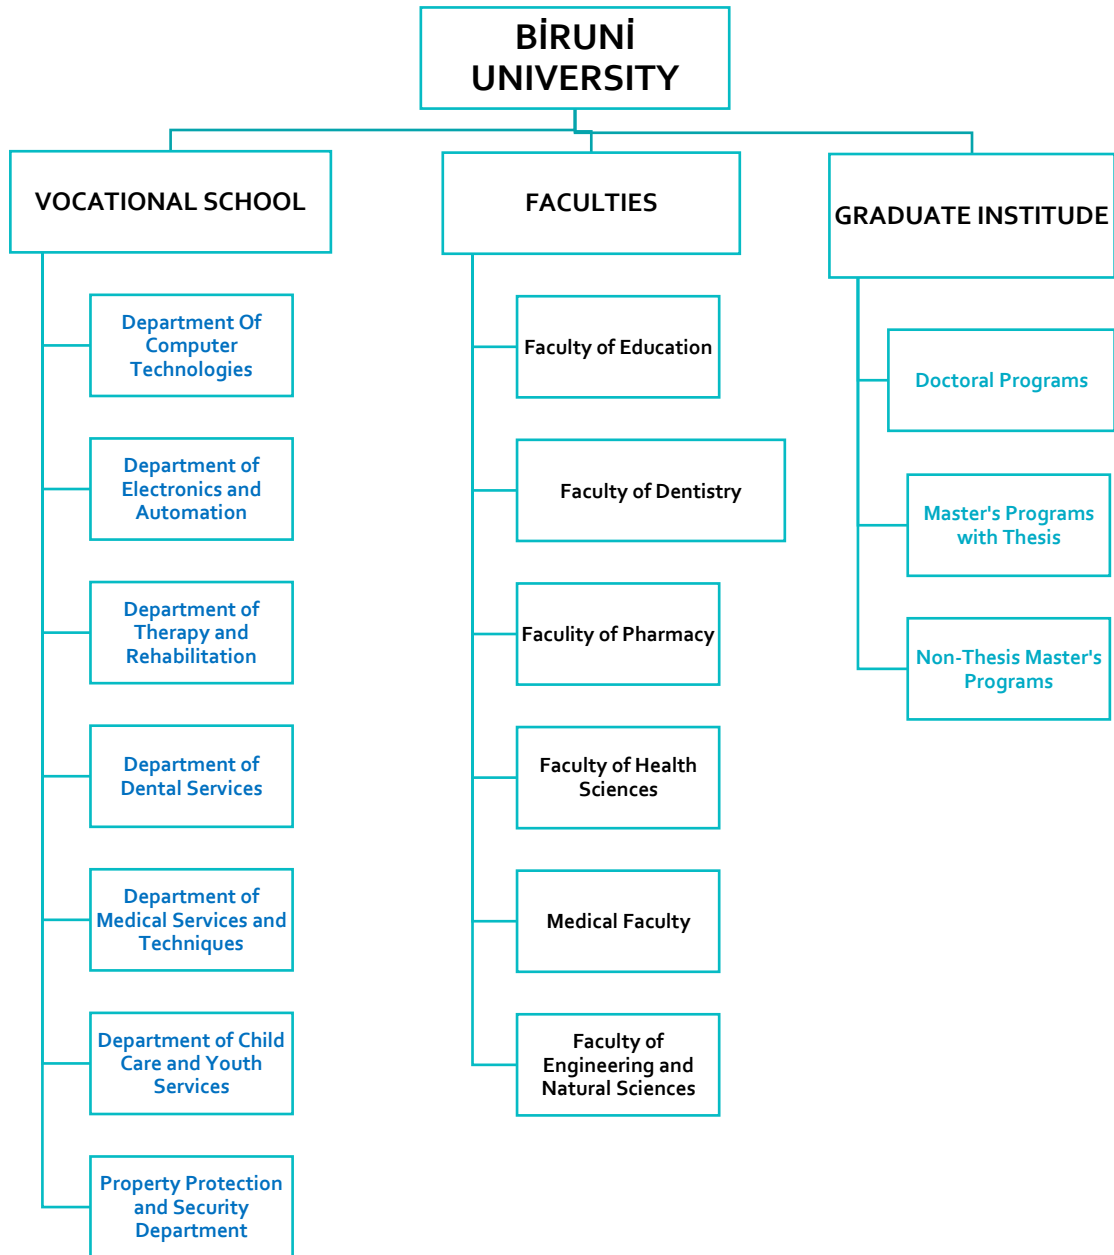 BİRUNİ
UNIVERSITY
VOCATIONAL SCHOOL
Department Of
Computer
Technologies
Department of
Electronics and
Automation
Department of
Therapy and
Rehabilitation
Department of
Dental Services
Department of
Medical Services and
Techniques
Department of Child
Care and Youth
Services
Property Protection
and Security
Department
FACULTIES
Faculty of Education
Faculty of Dentistry
Faculity of Pharmacy
Faculty of Health
Sciences
Medical Faculty
Faculty of
Engineering and
Natural Sciences
GRADUATE INSTITUDE
Doctoral Programs
Master's Programs
with Thesis
Non-Thesis Master's
Programs